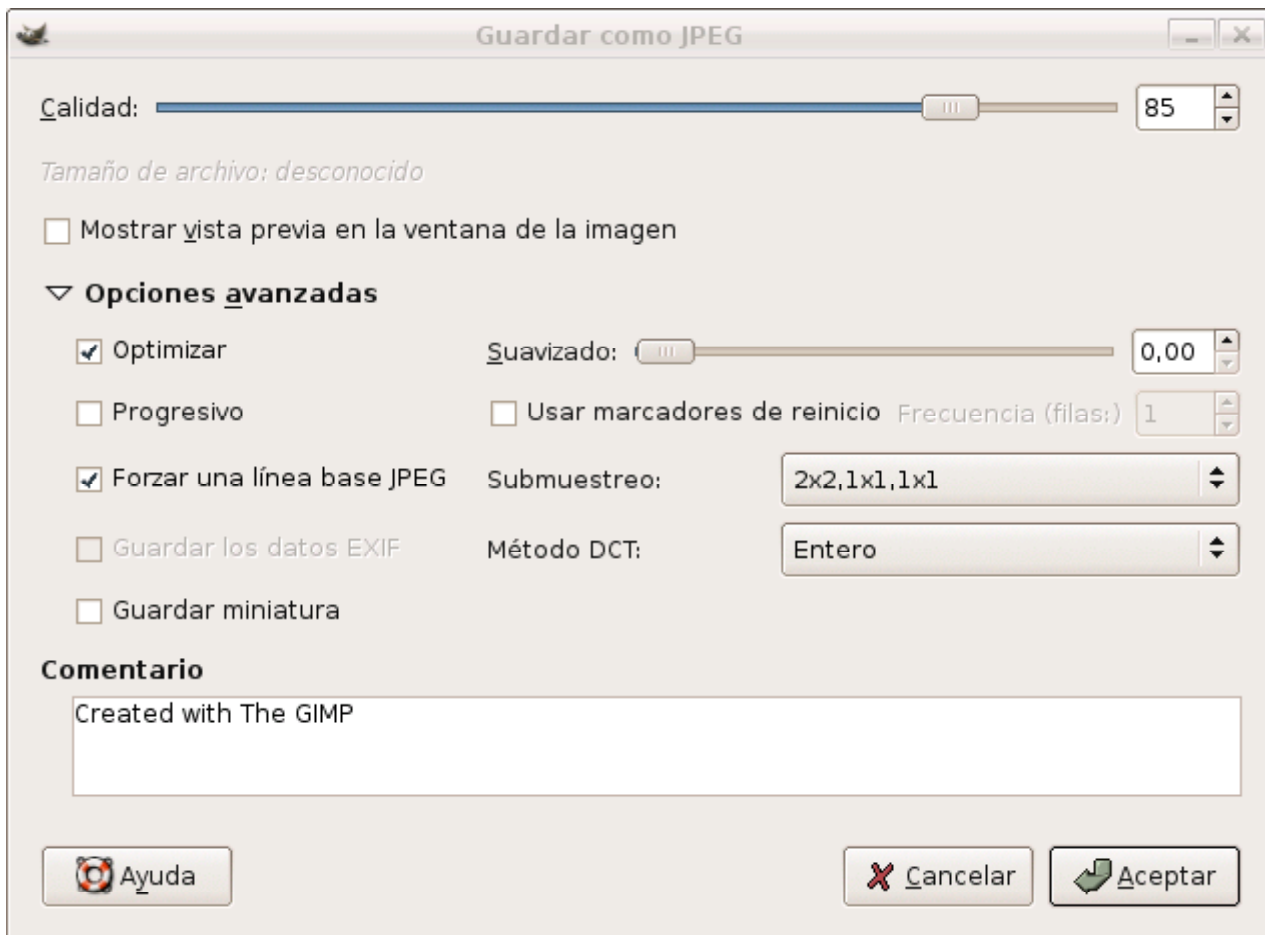 Guardar como JPEG
Calidad: 85
Tamaño de archivo: desconocido
Mostrar vista previa en la ventana de la imagen
Opciones avanzadas
Optimizar Suavizado: 0,00
Progresivo Usar marcadores de reinicio Frecuencia (filas:) 1
Forzar una línea base JPEG Submuestreo: 2x2,1x1,1x1
Guardar los datos EXIF Método DCT: Entero
Guardar miniatura
Comentario
Created with The GIMP
Ayuda Cancelar Aceptar